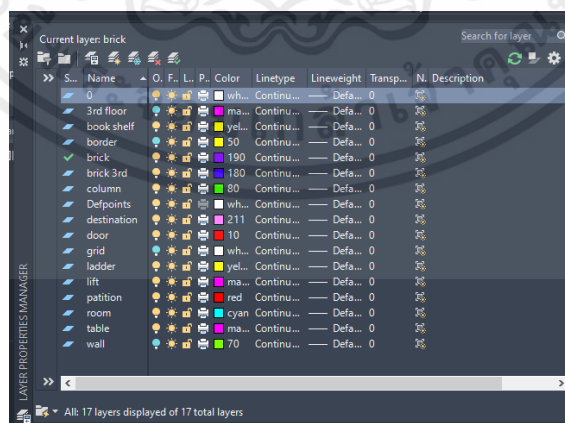 Current layer: brick
Search for layer
S... Name O.. F.. L.. P.. Color Linetype Lineweight Transp... N. Description
0 wh... Continu... Defa... 0
3rd floor ma... Continu... Defa... 0
book shelf yel... Continu... Defa... 0
border 50 Continu... Defa... 0
brick 190 Continu... Defa... 0
brick 3rd 180 Continu... Defa... 0
column 80 Continu... Defa... 0
Defpoints wh... Continu... Defa... 0
destination 211 Continu... Defa... 0
door 10 Continu... Defa... 0
grid wh... Continu... Defa... 0
ladder yel... Continu... Defa... 0
lift ma... Continu... Defa... 0
patition red Continu... Defa... 0
room cyan Continu... Defa... 0
table ma... Continu... Defa... 0
wall 70 Continu... Defa... 0
LAYER PROPERTIES MANAGER
All: 17 layers displayed of 17 total layers